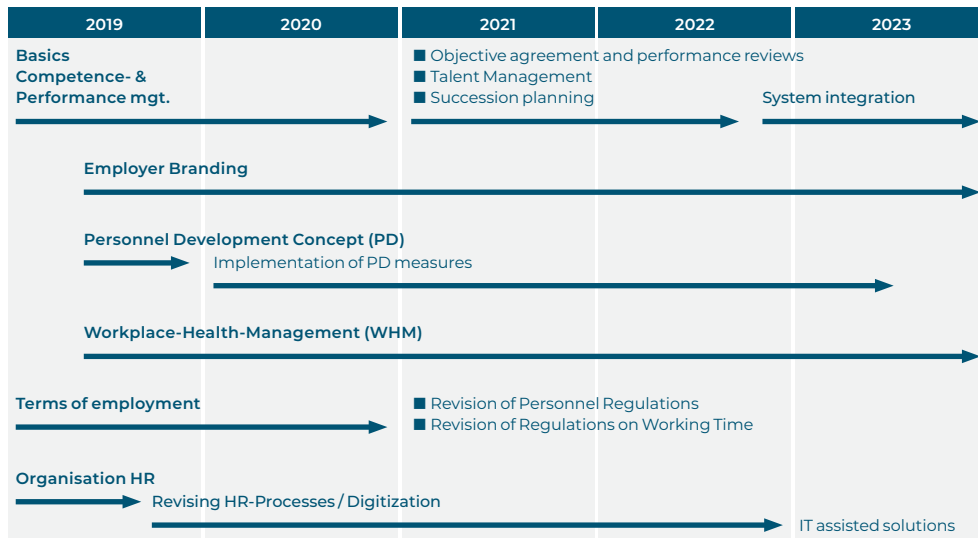 2019 2020 2021 2022 2023
Basics
Competence- &
Performance mgt.
■ Objective agreement and performance reviews
■ Talent Management
■ Succession planning
System integration
Employer Branding
Personnel Development Concept (PD)
Implementation of PD measures
Workplace-Health-Management (WHM)
Terms of employment
■ Revision of Personnel Regulations
■ Revision of Regulations on Working Time
Organisation HR
Revising HR-Processes / Digitization
IT assisted solutions